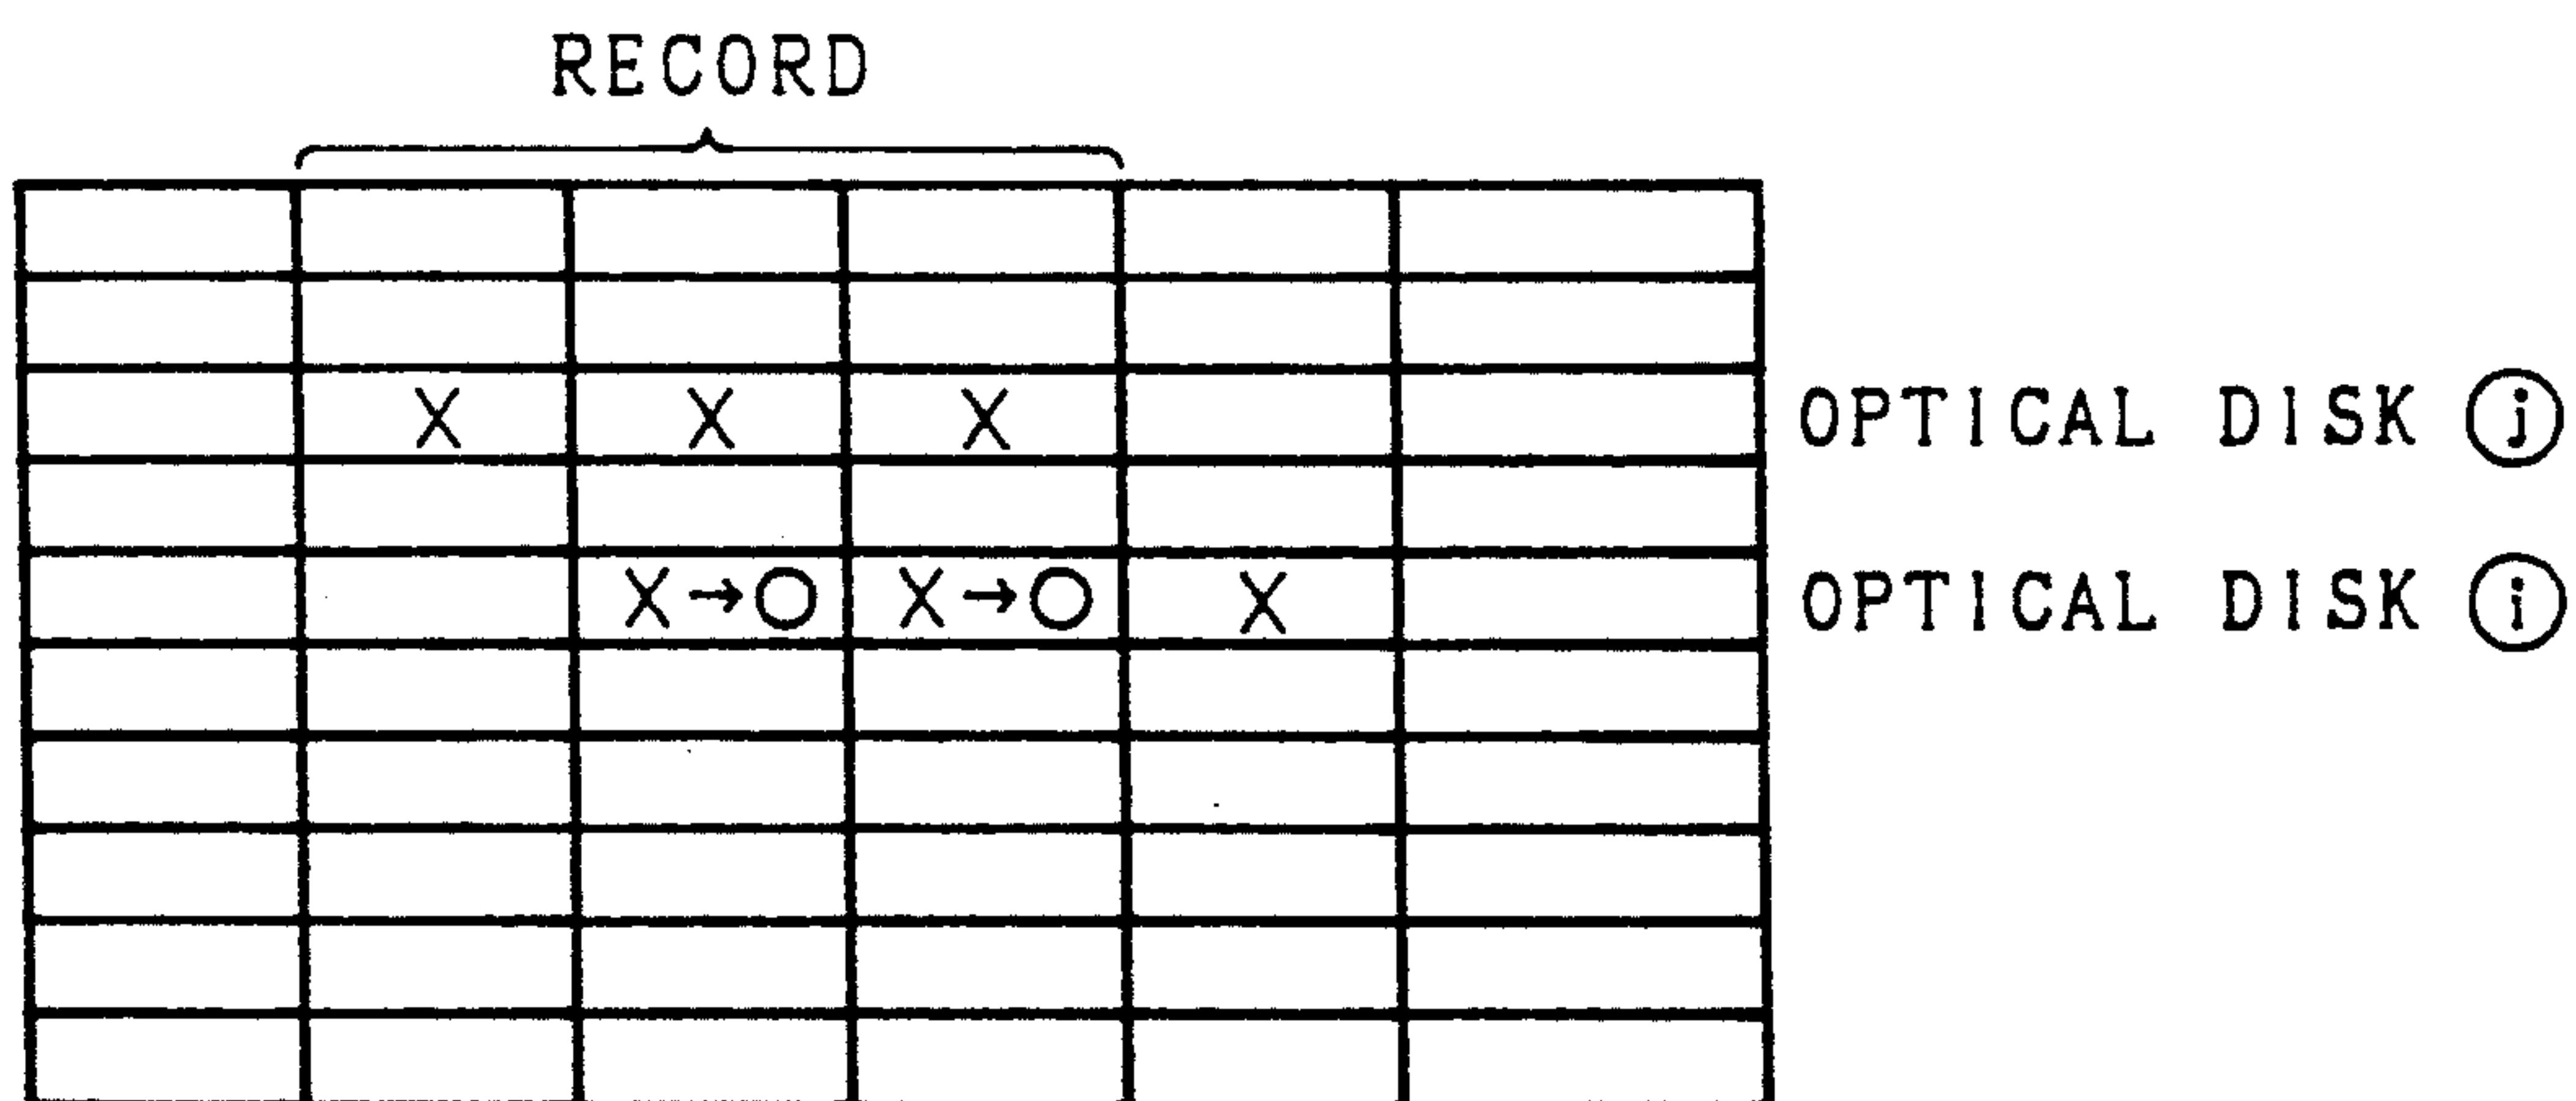 RECORD
X X X OPTICAL DISK ⓙ
X→O X→O X OPTICAL DISK ⓘ